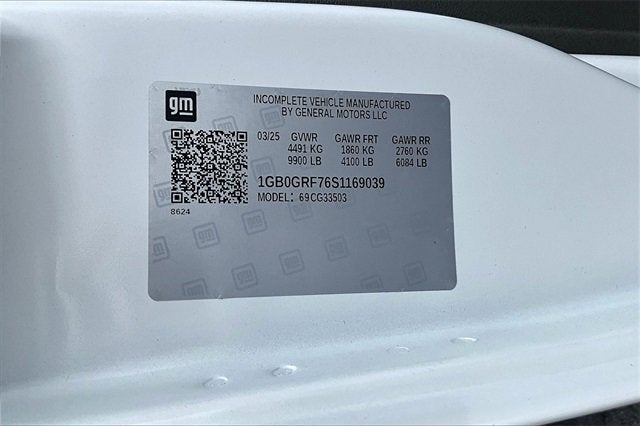 gm
INCOMPLETE VEHICLE MANUFACTURED
BY GENERAL MOTORS LLC
03/25 GVWR GAWR FRT GAWR RR
4491 KG 1860 KG 2760 KG
9900 LB 4100 LB 6084 LB
1GB0GRF76S1169039
MODEL: 69CG33503
8624